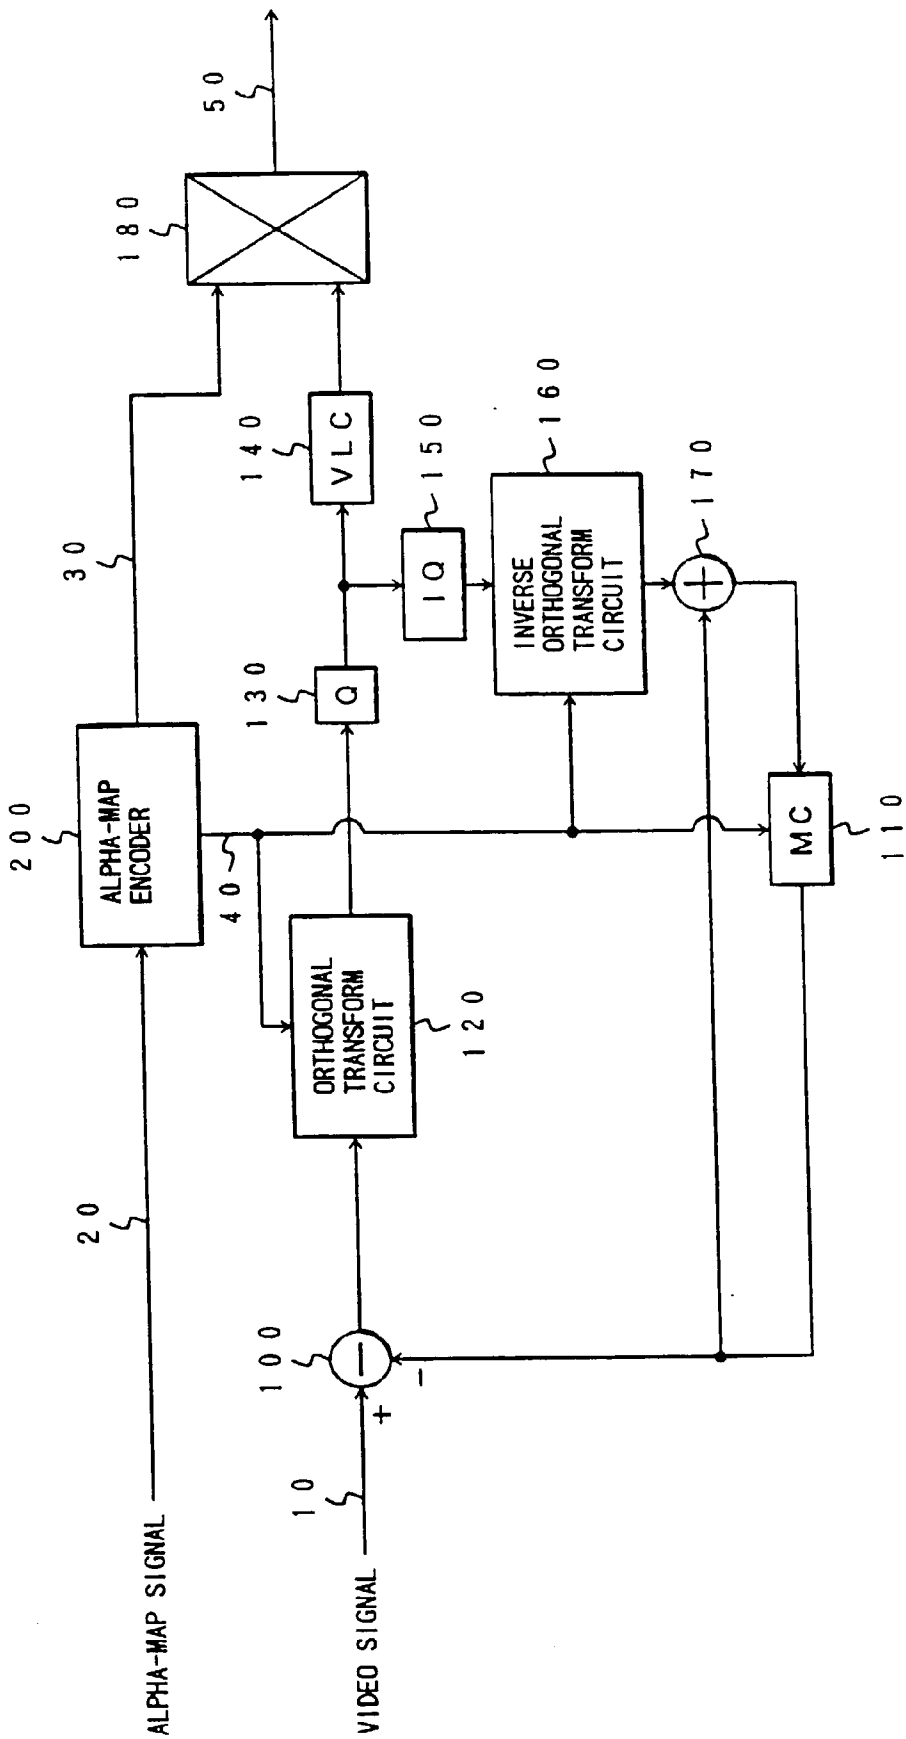 ALPHA-MAP SIGNAL
20
200
ALPHA-MAP
ENCODER
30
40
180
50
VIDEO SIGNAL
10
+
-
100
ORTHOGONAL
TRANSFORM
CIRCUIT
120
Q
130
VLC
140
IQ
150
INVERSE
ORTHOGONAL
TRANSFORM
CIRCUIT
160
+
170
MC
110